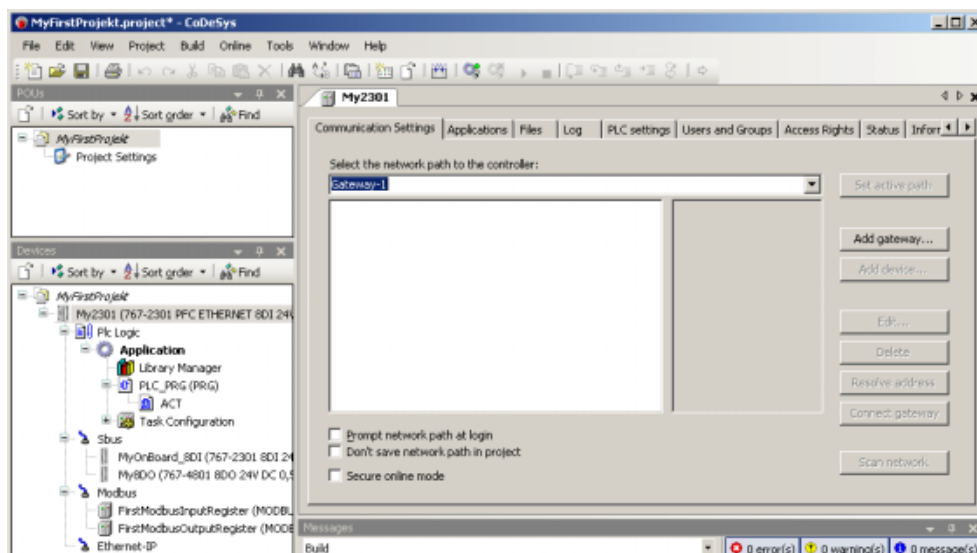 MyFirstProjekt.project* - CoDeSys
File Edit View Project Build Online Tools Window Help
POUs
Sort by Sort order Find
MyFirstProjekt
Project Settings
Devices
Sort by Sort order Find
MyFirstProjekt
My2301 (767-2301 PFC ETHERNET 8DI 24V
Plc Logic
Application
Library Manager
PLC_PRG (PRG)
ACT
Task Configuration
Sbus
MyOnBoard_8DI (767-2301 8DI 24
My8DO (767-4801 8DO 24V DC 0,5
Modbus
FirstModbusInputRegister (MODBU
FirstModbusOutputRegister (MODB
Ethernet-IP
My2301
Communication Settings Applications Files Log PLC settings Users and Groups Access Rights Status Inform
Select the network path to the controller:
Gateway-1
Set active path
Add gateway...
Add device...
Edit...
Delete
Resolve address
Connect gateway
Scan network
Prompt network path at login
Don't save network path in project
Secure online mode
Messages
Build 0 error(s) 0 warning(s) 0 message(s)